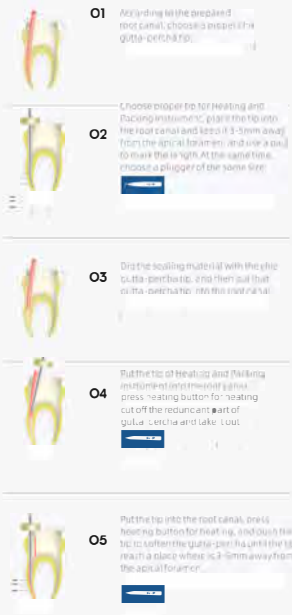 01
According to the prepared
root canal, choose a proper
gutta-percha tip.
02
Choose proper tip for Heating and
Packing Instrument, place the tip into
the root canal and keep it 3-5mm away
from the apical foramen and use a
to mark the length. At the same time,
choose a plugger of the same size
03
Dip the sealing material with the
gutta-percha tip, and then put that
gutta-percha tip into the root canal
04
Put the tip of Heating and Packing
Instrument into the root canal,
press heating button for heating
cut off the redundant part of
gutta-percha and take it out
05
Put the tip into the root canal, press
heating button for heating, and push the
tip to soften the gutta-percha until the
reach a place where is 3-5mm away from
the apical foramen